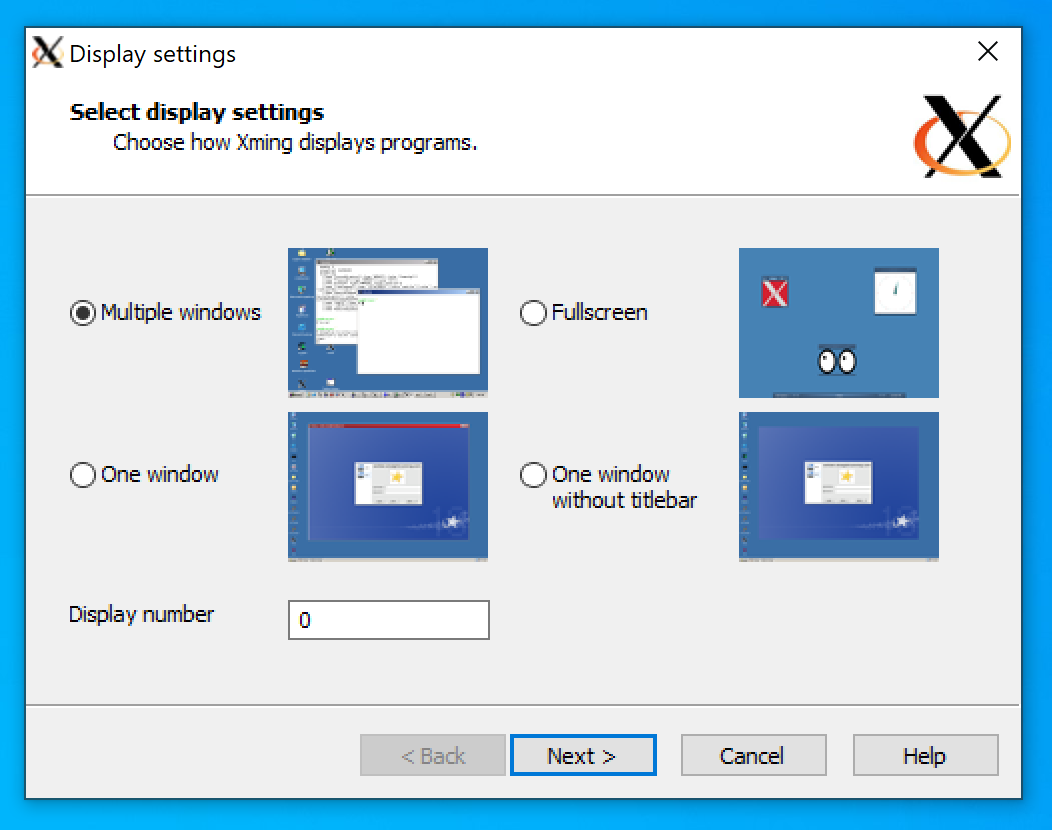 Display settings
Select display settings
Choose how Xming displays programs.
Multiple windows
Fullscreen
One window
One window
without titlebar
Display number
0
< Back
Next >
Cancel
Help